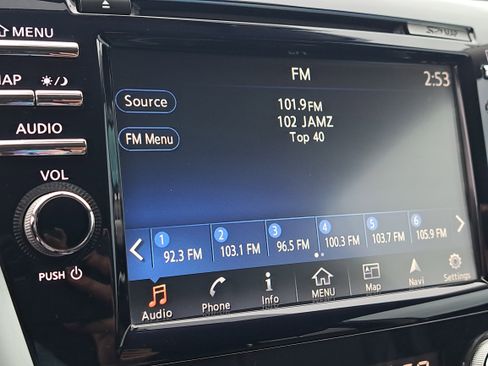 MENU
FM
2:53
MAP
Source
101.9 FM
102 JAMZ
Top 40
AUDIO
FM Menu
VOL
1 2 3 4 5 6
92.3 FM 103.1 FM 96.5 FM 100.3 FM 103.7 FM 105.9 FM
PUSH
Audio Phone Info MENU Map Navi Settings